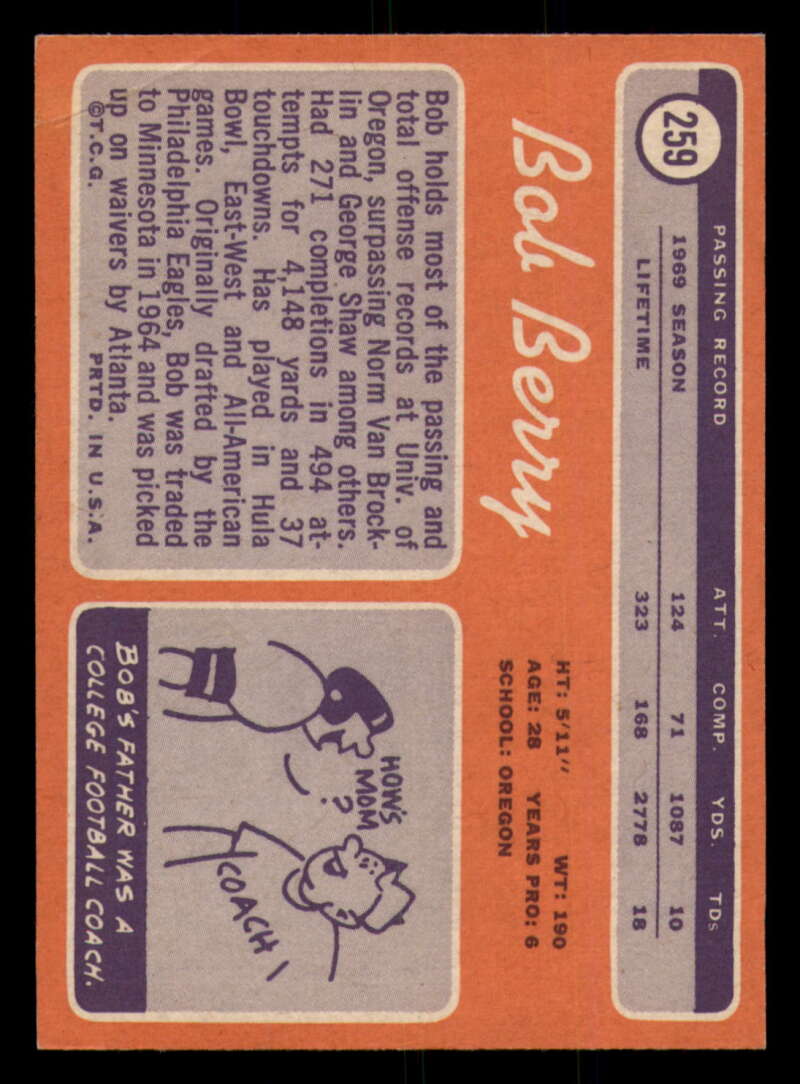 259
PASSING RECORD ATT. COMP. YDS. TDs
1969 SEASON 124 71 1087 10
LIFETIME 323 168 2778 18
Bob Berry
HT: 5'11" WT: 190
AGE: 28 YEARS PRO: 6
SCHOOL: OREGON
Bob holds most of the passing and
total offense records at Univ. of
Oregon, surpassing Norm Van Brock-
lin and George Shaw among others.
Had 271 completions in 494 at-
tempts for 4,148 yards and 37
touchdowns. Has played in Hula
Bowl, East-West and All-American
games. Originally drafted by the
Philadelphia Eagles, Bob was traded
to Minnesota in 1964 and was picked
up on waivers by Atlanta.
©T.C.G. PRTD. IN U.S.A.
HOW'S
MOM
?
COACH
BOB'S FATHER WAS A
COLLEGE FOOTBALL COACH.